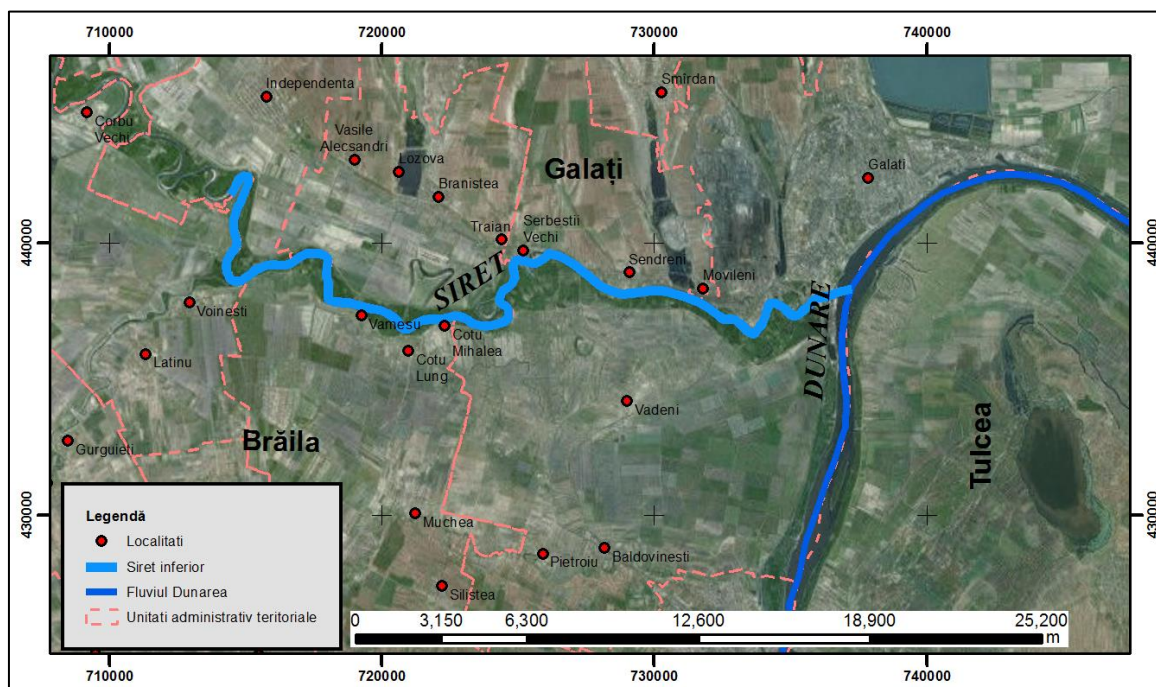 710000
720000
730000
740000
Independenta
Smîrdan
Corbu
Vechi
Vasile
Alecsandri
Lozova
Galați
Galati
Branistea
Traian
Serbestii
Vechi
440000
440000
SIRET
Sendreni
Movileni
DUNARE
Voinesti
Vamesu
Cotu
Mihalea
Latinu
Cotu
Lung
Vadeni
Tulcea
Brăila
Gurguieti
430000
430000
Muchea
Pietroiu
Baldovinesti
Silistea
Legendă
Localitati
Siret inferior
Fluviul Dunarea
Unitati administrativ teritoriale
0
3,150
6,300
12,600
18,900
25,200
m
710000
720000
730000
740000